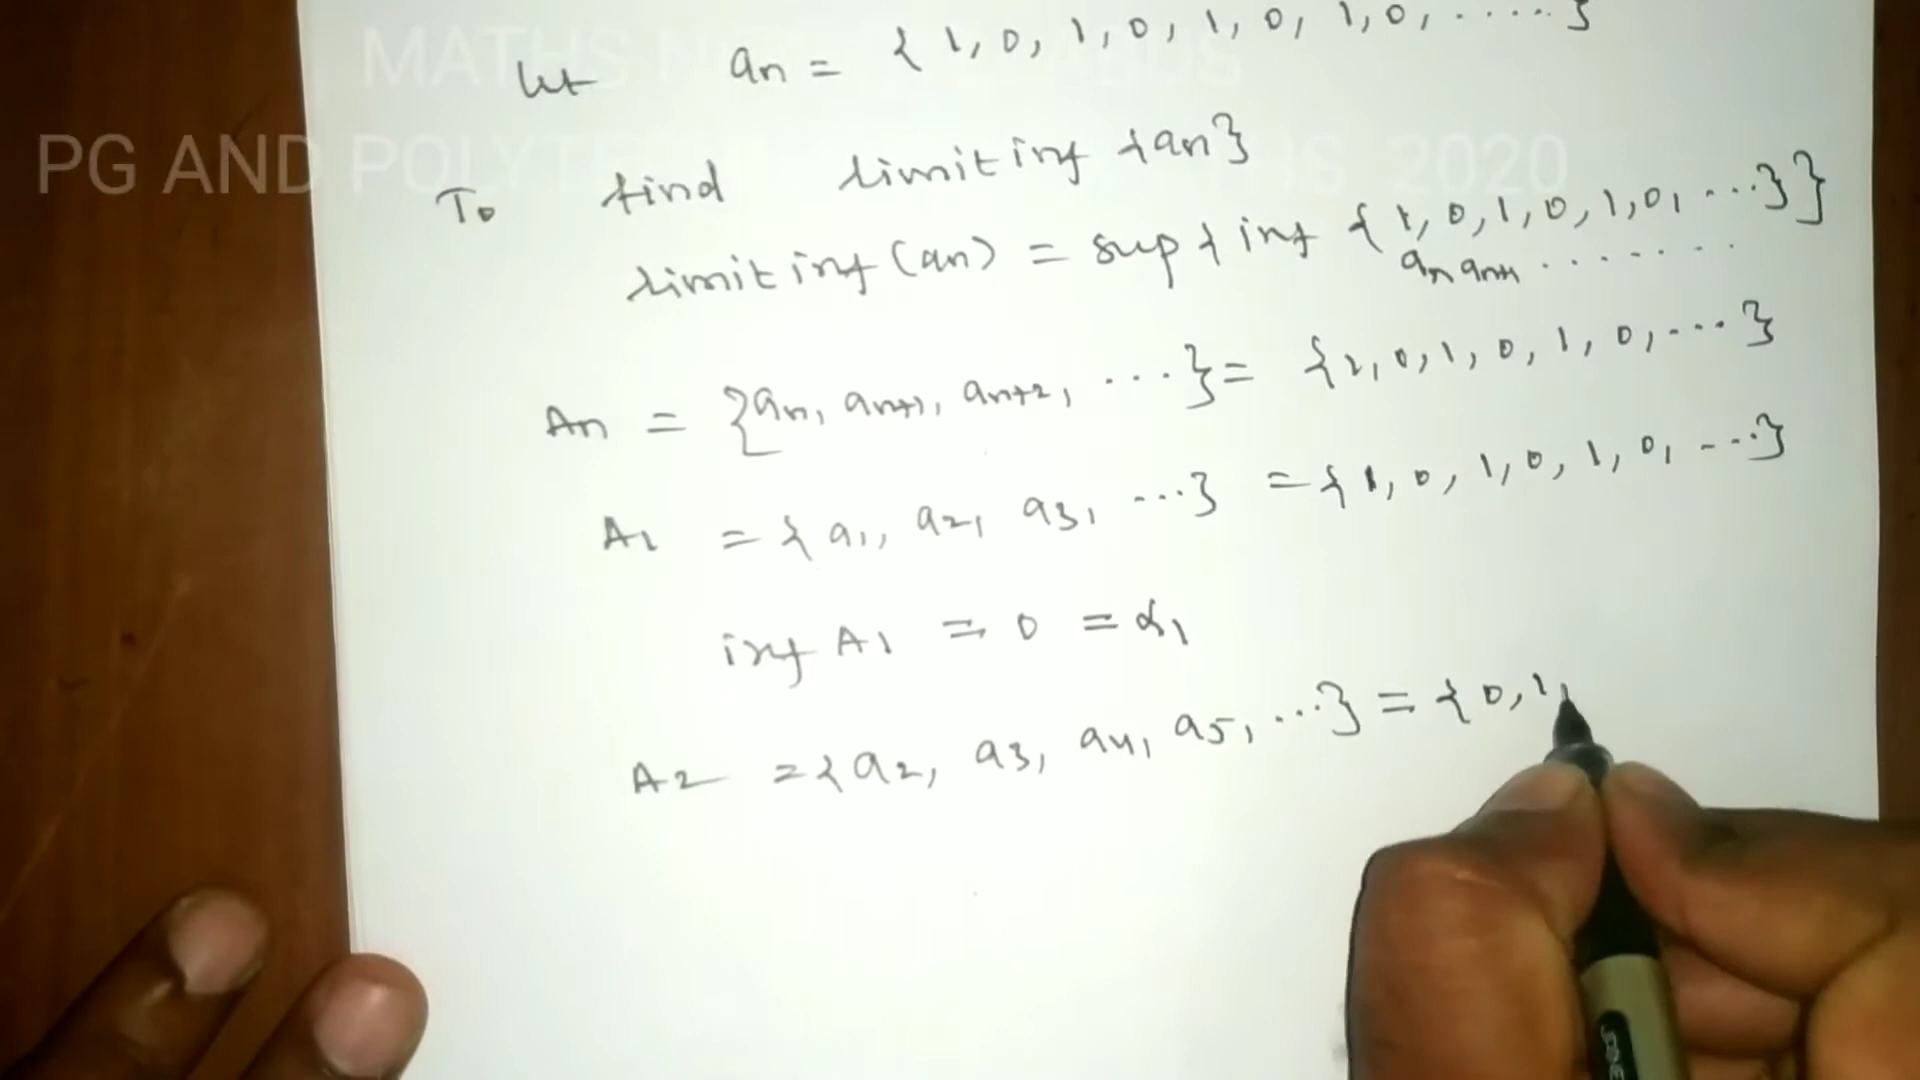 let an = { 1, 0, 1, 0, 1, 0, 1, 0, ..... }
MATHS
PG AND POLYTE 2020
To find limit inf {an}
limit inf (an) = sup { inf { 1, 0, 1, 0, 1, 0, ...} }
an an+1 . . . . . . .
An = {an, an+1, an+2, ...} = {1, 0, 1, 0, 1, 0, ...}
A1 = {a1, a2, a3, ...} = {1, 0, 1, 0, 1, 0, ...}
inf A1 = 0 = α1
A2 = {a2, a3, a4, a5, ...} = {0, 1,